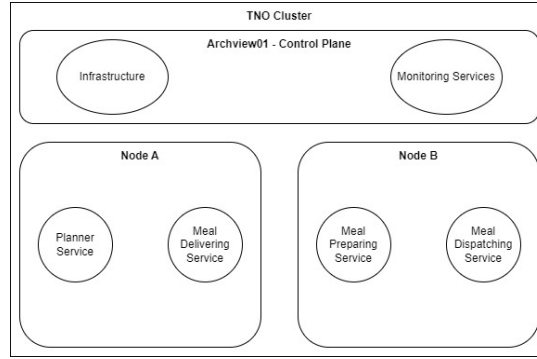 TNO Cluster
Archview01 - Control Plane
Infrastructure
Monitoring Services
Node A
Node B
Planner
Service
Meal
Delivering
Service
Meal
Preparing
Service
Meal
Dispatching
Service